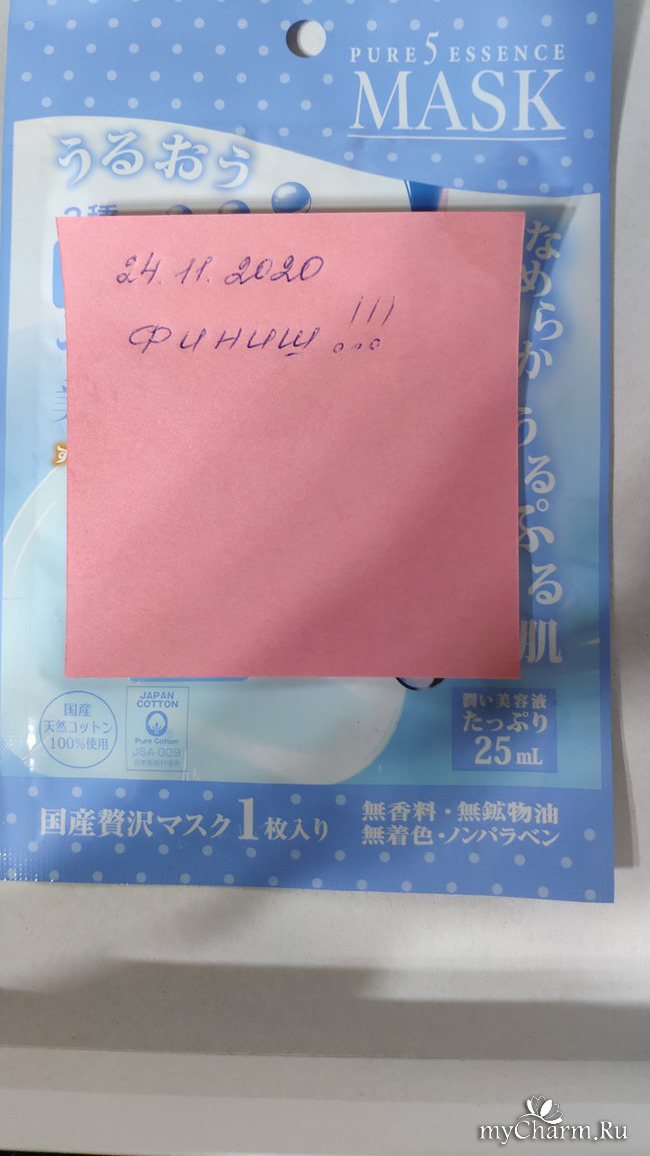 PURE 5 ESSENCE
MASK
うるおう
24.11.2020
Финиш...!!!
なめらか うるぷる肌
国産
天然コットン
100%使用
JAPAN
COTTON
Pure Cotton
JSA-009
潤い美容液
たっぷり
25mL
国産贅沢マスク1枚入り
無香料・無鉱物油
無着色・ノンパラベン
myCharm.Ru